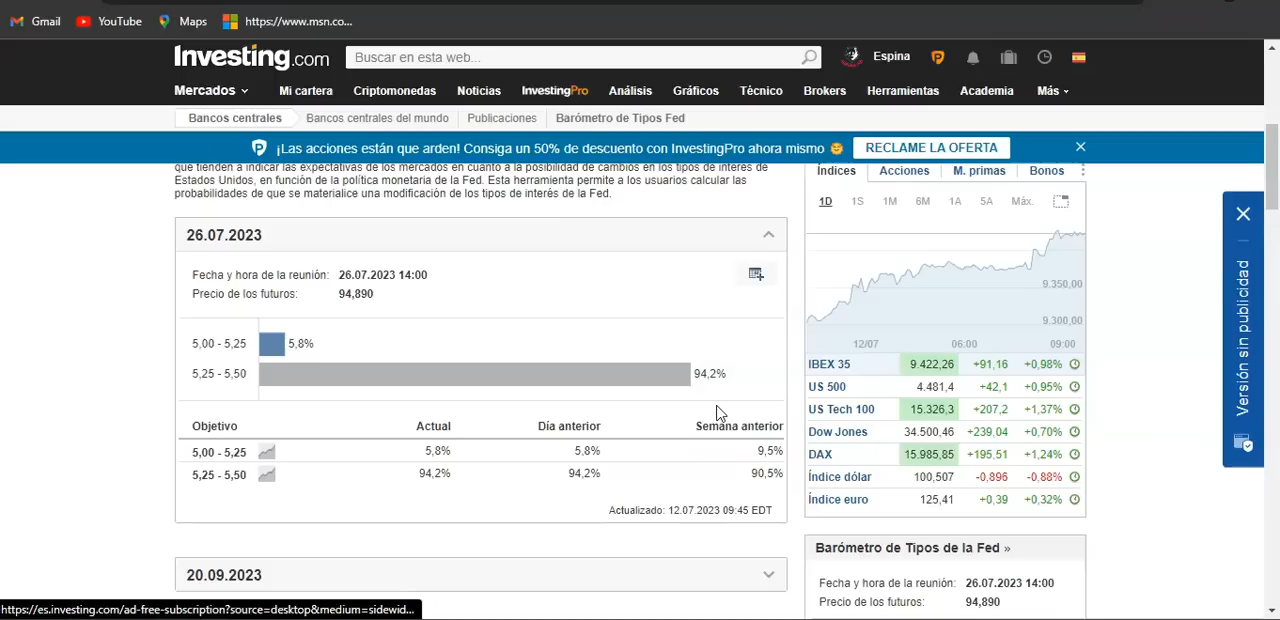 Gmail YouTube Maps https://www.msn.co...
Investing.com Buscar en esta web... Espina
Mercados Mi cartera Criptomonedas Noticias InvestingPro Análisis Gráficos Técnico Brokers Herramientas Academia Más
Bancos centrales Bancos centrales del mundo Publicaciones Barómetro de Tipos Fed
¡Las acciones están que arden! Consiga un 50% de descuento con InvestingPro ahora mismo RECLAME LA OFERTA
que tienden a indicar las expectativas de los mercados en cuanto a la posibilidad de cambios en los tipos de interés de
Estados Unidos, en función de la política monetaria de la Fed. Esta herramienta permite a los usuarios calcular las
probabilidades de que se materialice una modificación de los tipos de interés de la Fed.
26.07.2023
Fecha y hora de la reunión: 26.07.2023 14:00
Precio de los futuros: 94,890
5,00 - 5,25 5,8%
5,25 - 5,50 94,2%
Objetivo Actual Día anterior Semana anterior
5,00 - 5,25 5,8% 5,8% 9,5%
5,25 - 5,50 94,2% 94,2% 90,5%
Actualizado: 12.07.2023 09:45 EDT
20.09.2023
Índices Acciones M. primas Bonos
1D 1S 1M 6M 1A 5A Máx.
9.350,00
9.300,00
12/07 06:00 09:00
IBEX 35 9.422,26 +91,16 +0,98%
US 500 4.481,4 +42,1 +0,95%
US Tech 100 15.326,3 +207,2 +1,37%
Dow Jones 34.500,46 +239,04 +0,70%
DAX 15.985,85 +195,51 +1,24%
Índice dólar 100,507 -0,896 -0,88%
Índice euro 125,41 +0,39 +0,32%
Barómetro de Tipos de la Fed »
Fecha y hora de la reunión: 26.07.2023 14:00
Precio de los futuros: 94,890
Versión sin publicidad
https://es.investing.com/ad-free-subscription?source=desktop&medium=sidewid...